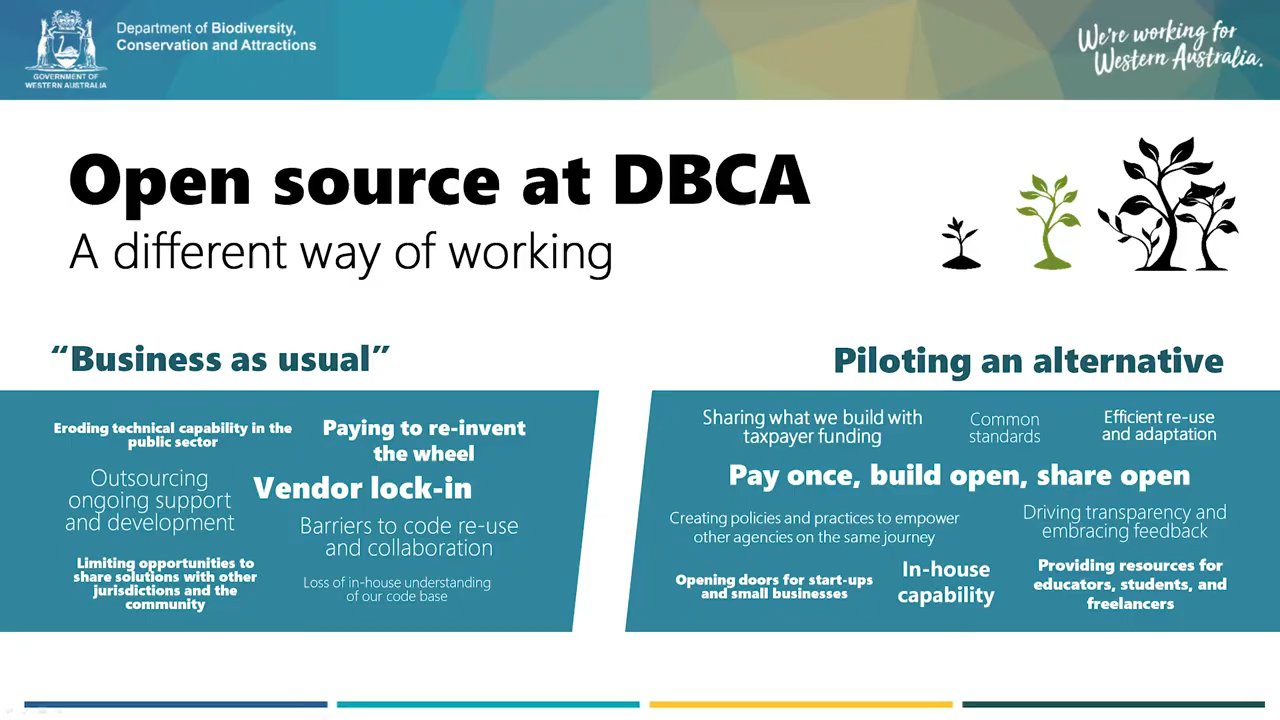 Department of Biodiversity,
Conservation and Attractions
GOVERNMENT OF
WESTERN AUSTRALIA
We're working for
Western Australia.
Open source at DBCA
A different way of working
“Business as usual”
Eroding technical capability in the
public sector
Paying to re-invent
the wheel
Outsourcing
ongoing support
and development
Vendor lock-in
Barriers to code re-use
and collaboration
Limiting opportunities to
share solutions with other
jurisdictions and the
community
Loss of in-house understanding
of our code base
Piloting an alternative
Sharing what we build with
taxpayer funding
Common
standards
Efficient re-use
and adaptation
Pay once, build open, share open
Creating policies and practices to empower
other agencies on the same journey
Driving transparency and
embracing feedback
Opening doors for start-ups
and small businesses
In-house
capability
Providing resources for
educators, students, and
freelancers